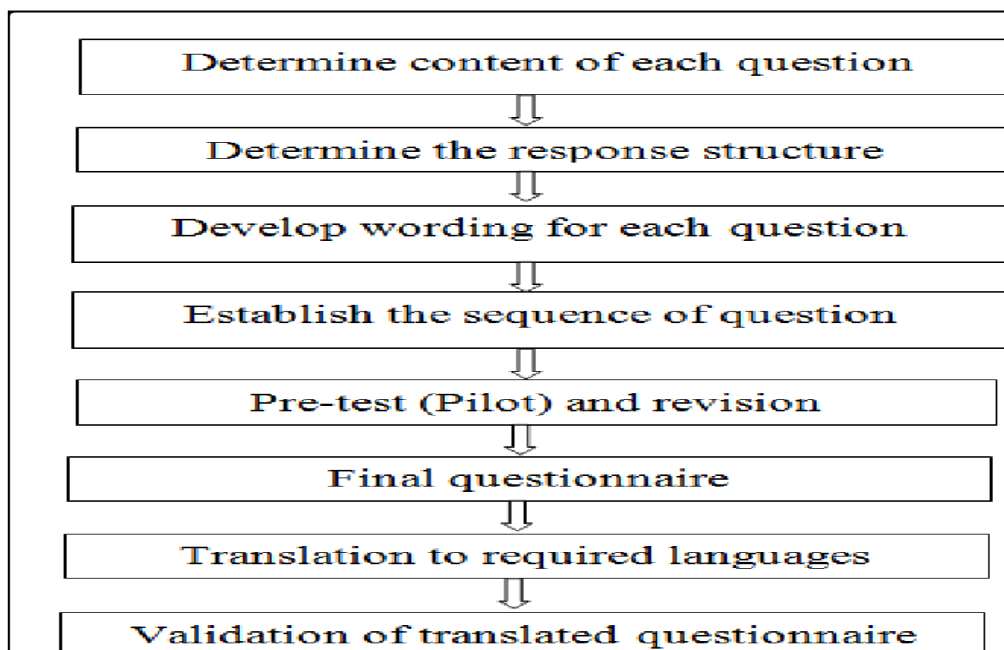 Determine content of each question
Determine the response structure
Develop wording for each question
Establish the sequence of question
Pre-test (Pilot) and revision
Final questionnaire
Translation to required languages
Validation of translated questionnaire